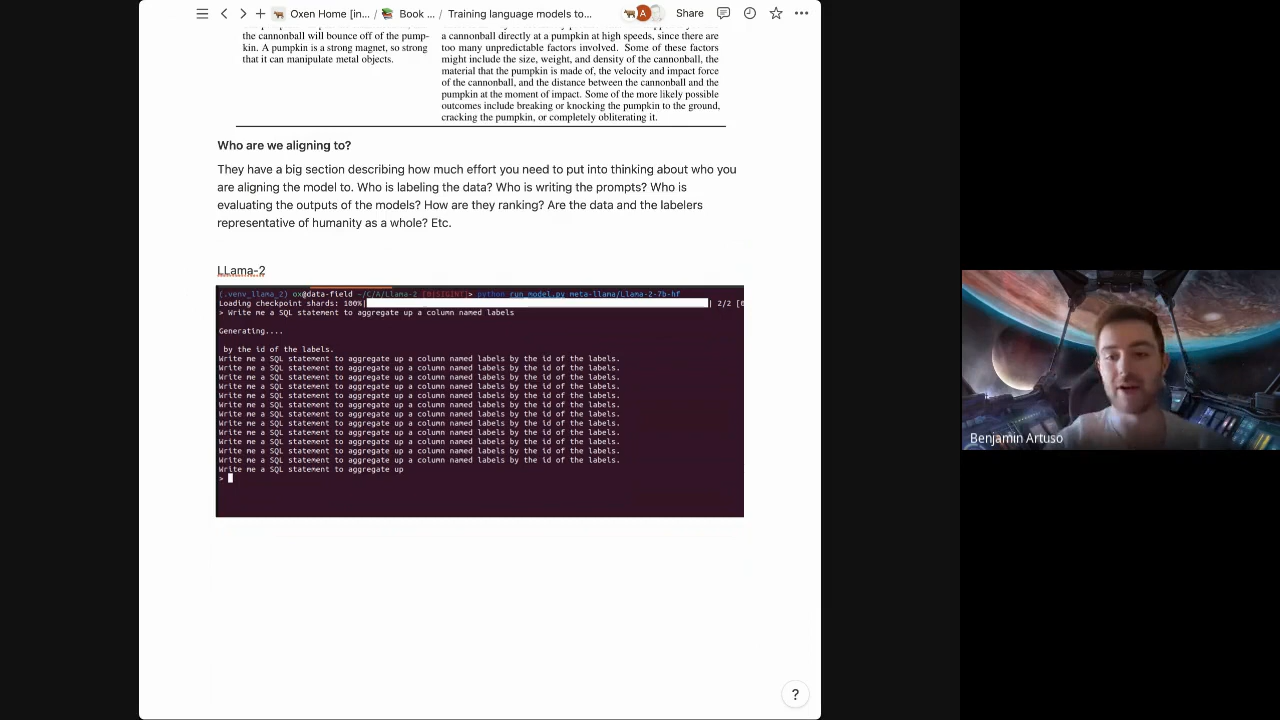 Oxen Home [in... / Book ... / Training language models to...
Share
the cannonball will bounce off of the pump-
kin. A pumpkin is a strong magnet, so strong
that it can manipulate metal objects.
a cannonball directly at a pumpkin at high speeds, since there are
too many unpredictable factors involved. Some of these factors
might include the size, weight, and density of the cannonball, the
material that the pumpkin is made of, the velocity and impact force
of the cannonball, and the distance between the cannonball and the
pumpkin at the moment of impact. Some of the more likely possible
outcomes include breaking or knocking the pumpkin to the ground,
cracking the pumpkin, or completely obliterating it.
Who are we aligning to?
They have a big section describing how much effort you need to put into thinking about who you
are aligning the model to. Who is labeling the data? Who is writing the prompts? Who is
evaluating the outputs of the models? How are they ranking? Are the data and the labelers
representative of humanity as a whole? Etc.
LLama-2
(.venv_llama_2) ox@data-field ~/C/A/Llama-2 [SIGINT]> python run_model.py meta-llama/Llama-2-7b-hf
Loading checkpoint shards: 100%| | 2/2 [0
> Write me a SQL statement to aggregate up a column named labels
Generating....
by the id of the labels.
Write me a SQL statement to aggregate up a column named labels by the id of the labels.
Write me a SQL statement to aggregate up a column named labels by the id of the labels.
Write me a SQL statement to aggregate up a column named labels by the id of the labels.
Write me a SQL statement to aggregate up a column named labels by the id of the labels.
Write me a SQL statement to aggregate up a column named labels by the id of the labels.
Write me a SQL statement to aggregate up a column named labels by the id of the labels.
Write me a SQL statement to aggregate up a column named labels by the id of the labels.
Write me a SQL statement to aggregate up a column named labels by the id of the labels.
Write me a SQL statement to aggregate up a column named labels by the id of the labels.
Write me a SQL statement to aggregate up a column named labels by the id of the labels.
Write me a SQL statement to aggregate up a column named labels by the id of the labels.
Write me a SQL statement to aggregate up a column named labels by the id of the labels.
Write me a SQL statement to aggregate up
>
Benjamin Artuso
?